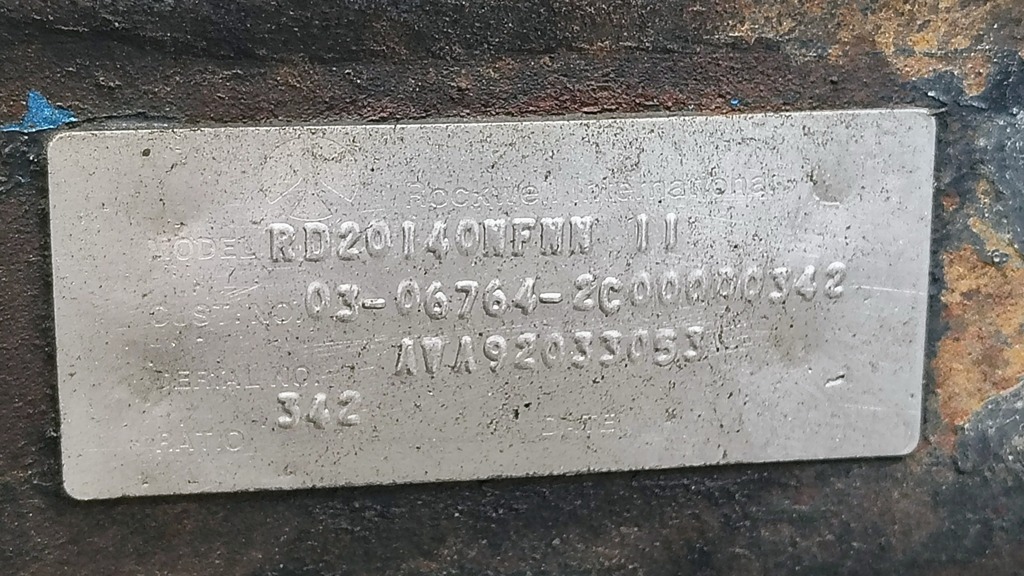 Rockwell International
MODEL RD20140NFNN 11
CUST. NO. 03-06764-2C00000342
SERIAL NO. AVA92033053
RATIO 342 DATE